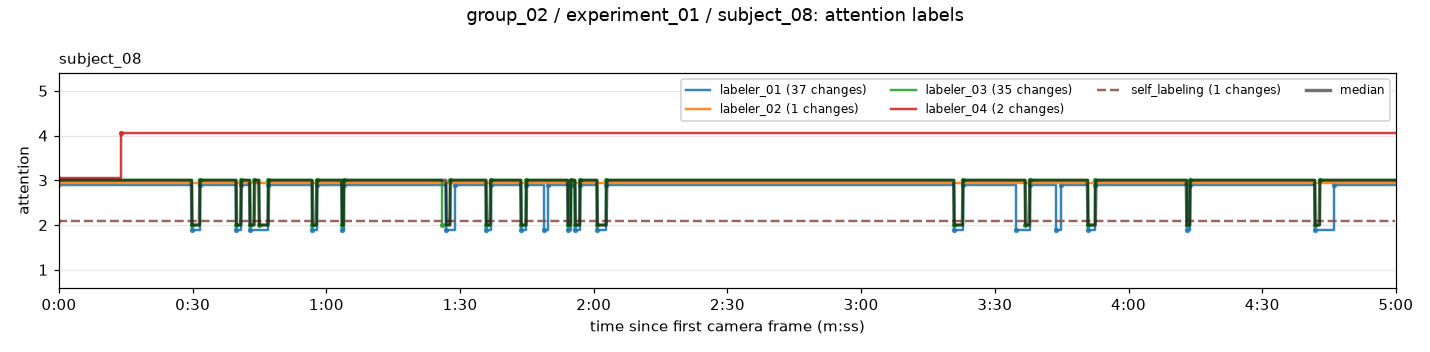 group_02 / experiment_01 / subject_08: attention labels
subject_08
labeler_01 (37 changes)
labeler_02 (1 changes)
labeler_03 (35 changes)
labeler_04 (2 changes)
self_labeling (1 changes)
median
attention
5
4
3
2
1
0:00 0:30 1:00 1:30 2:00 2:30 3:00 3:30 4:00 4:30 5:00
time since first camera frame (m:ss)